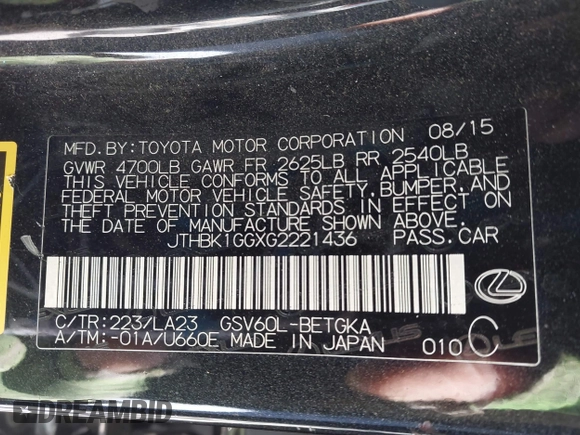 MFD. BY: TOYOTA MOTOR CORPORATION 08/15
GVWR 4700LB GAWR FR 2625LB RR 2540LB
THIS VEHICLE CONFORMS TO ALL APPLICABLE
FEDERAL MOTOR VEHICLE SAFETY, BUMPER, AND
THEFT PREVENTION STANDARDS IN EFFECT ON
THE DATE OF MANUFACTURE SHOWN ABOVE.
JTHBK1GGXG2221436 PASS. CAR
C/TR: 223/LA23 GSV60L-BETGKA
A/TM: -01A/U660E MADE IN JAPAN 010 C
DREAMBID